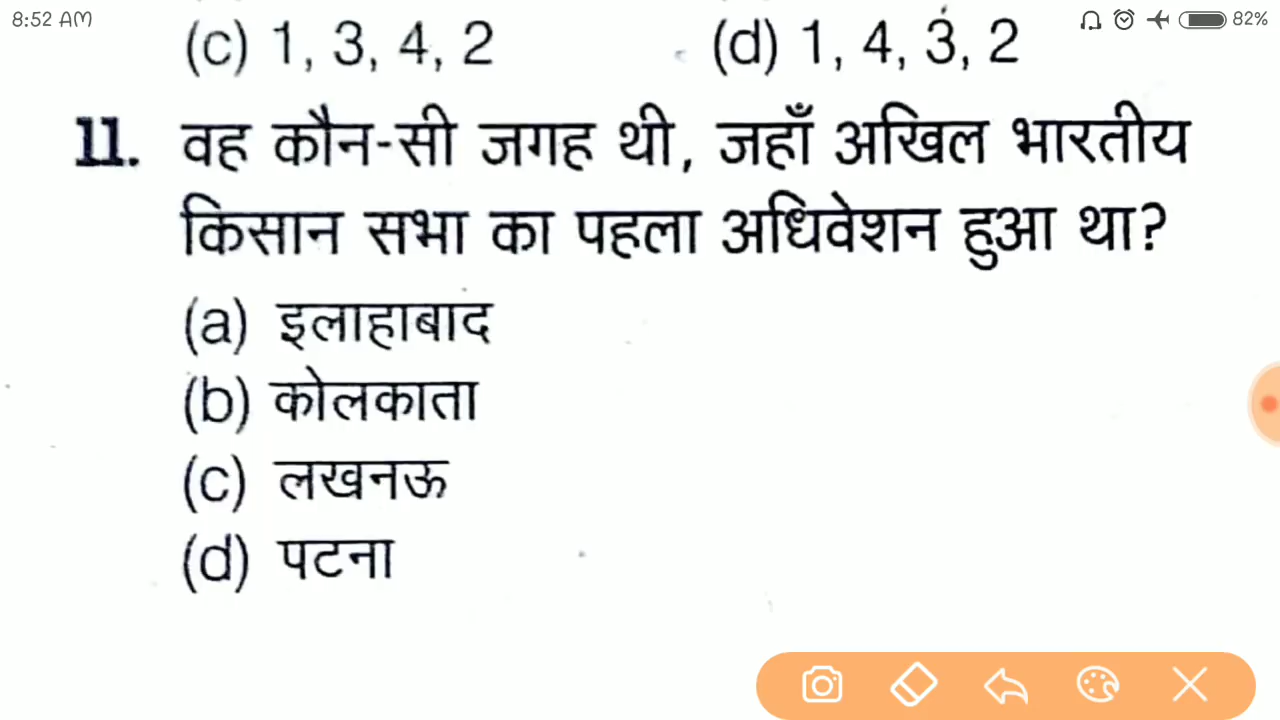 8:52 AM
82%
(c) 1, 3, 4, 2 (d) 1, 4, 3, 2
11. वह कौन-सी जगह थी, जहाँ अखिल भारतीय
किसान सभा का पहला अधिवेशन हुआ था?
(a) इलाहाबाद
(b) कोलकाता
(c) लखनऊ
(d) पटना